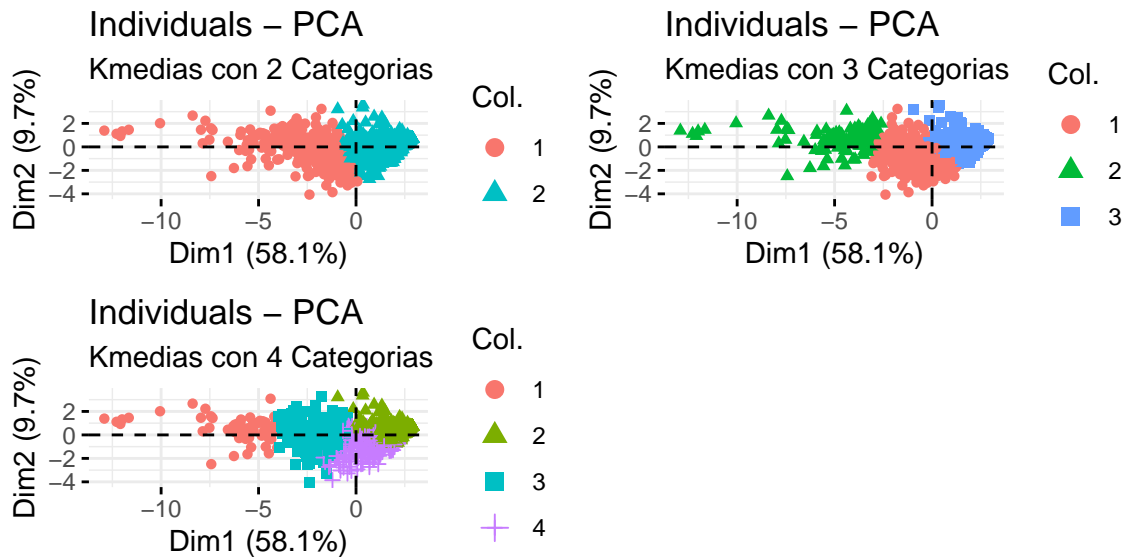 Individuals – PCA
Kmedias con 2 Categorias
Dim2 (9.7%)
2
0
−2
−4
−10
−5
0
Dim1 (58.1%)
Col.
1
2
Individuals – PCA
Kmedias con 3 Categorias
Dim2 (9.7%)
2
0
−2
−4
−10
−5
0
Dim1 (58.1%)
Col.
1
2
3
Individuals – PCA
Kmedias con 4 Categorias
Dim2 (9.7%)
2
0
−2
−4
−10
−5
0
Dim1 (58.1%)
Col.
1
2
3
4